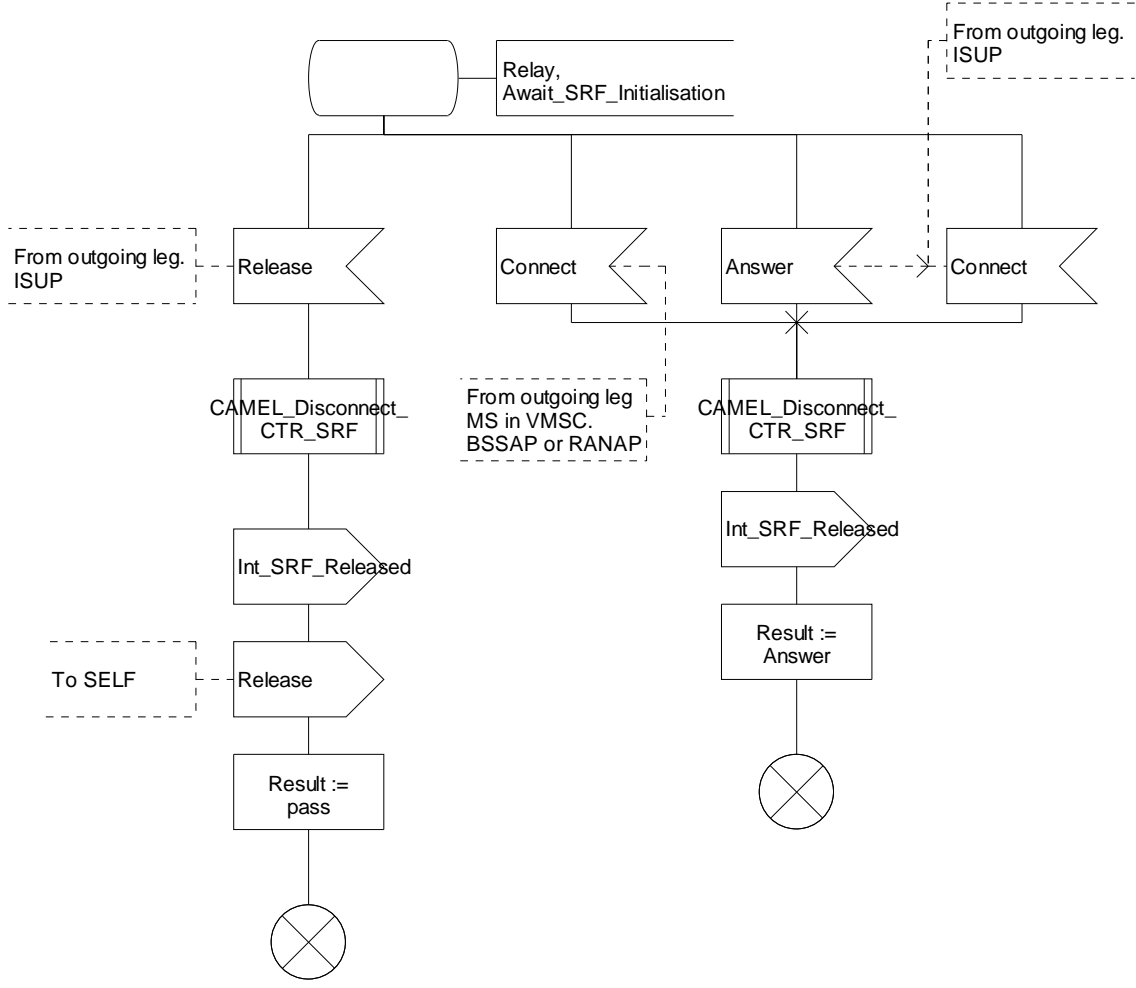 From outgoing leg.
ISUP
Relay,
Await_SRF_Initialisation
From outgoing leg.
ISUP
Release
Connect
Answer
Connect
CAMEL_Disconnect_
CTR_SRF
From outgoing leg
MS in VMSC.
BSSAP or RANAP
CAMEL_Disconnect_
CTR_SRF
Int_SRF_Released
Int_SRF_Released
Result :=
Answer
To SELF
Release
Result :=
pass